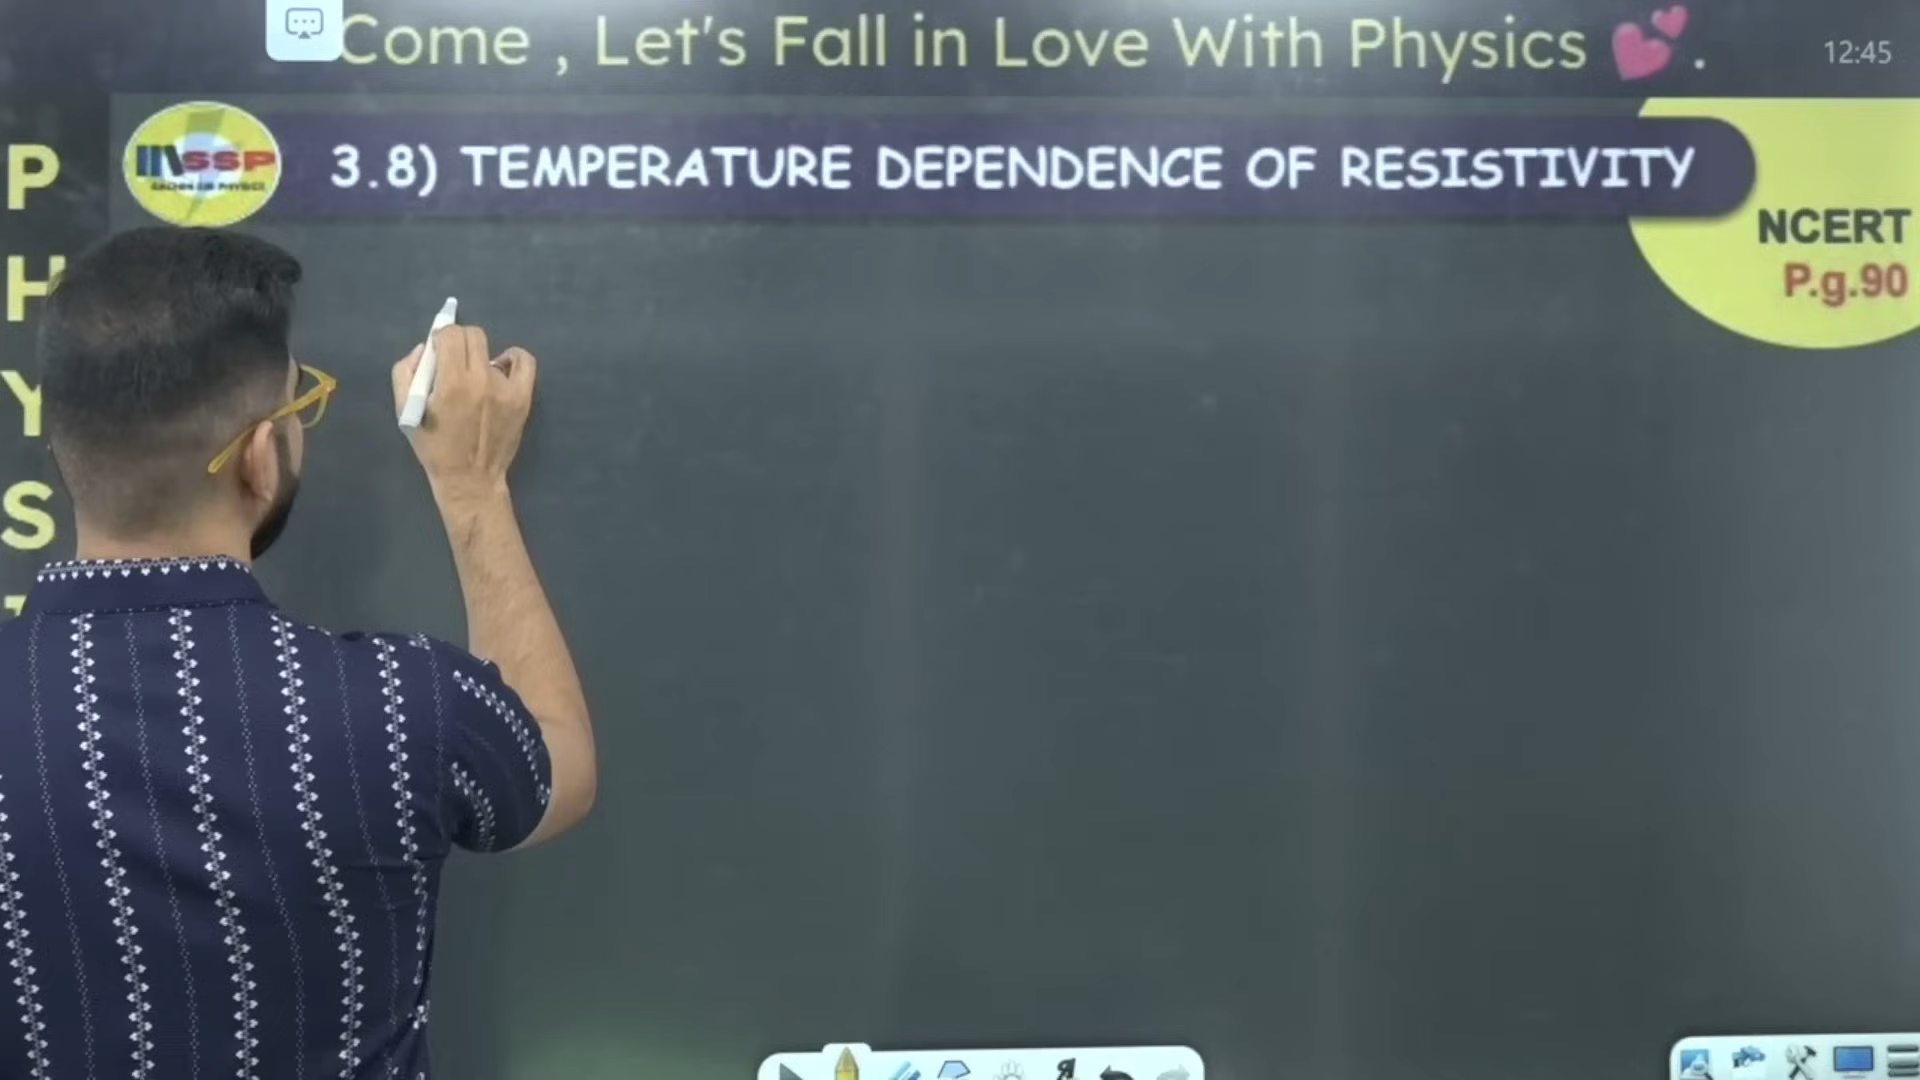 Come , Let's Fall in Love With Physics 💕 .
12:45
SSP
3.8) TEMPERATURE DEPENDENCE OF RESISTIVITY
NCERT
P.g.90
P
H
Y
S